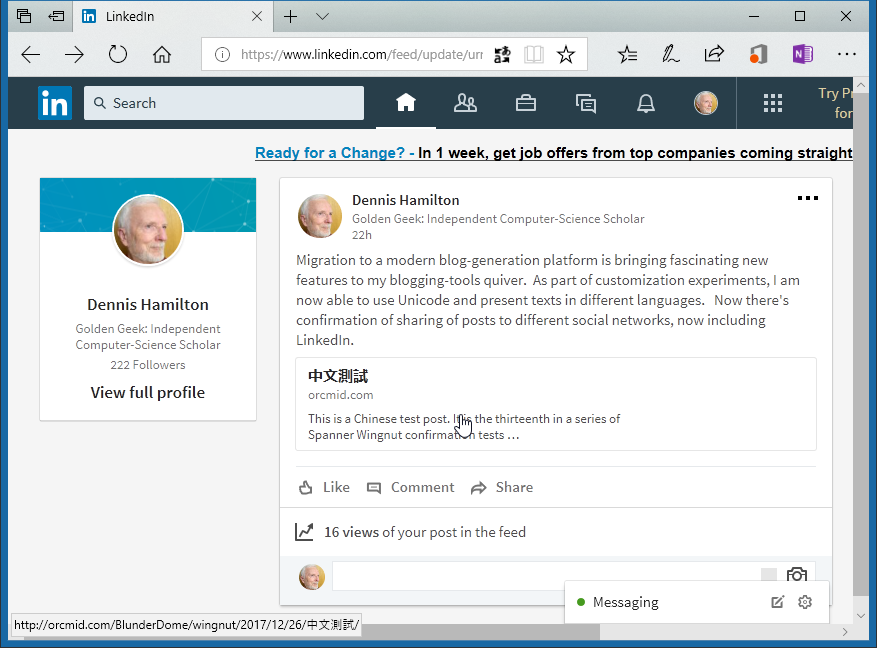 LinkedIn
https://www.linkedin.com/feed/update/urr
in
Search
Try Pr
for
Ready for a Change? - In 1 week, get job offers from top companies coming straight
Dennis Hamilton
Golden Geek: Independent
Computer-Science Scholar
222 Followers
View full profile
Dennis Hamilton
Golden Geek: Independent Computer-Science Scholar
22h
Migration to a modern blog-generation platform is bringing fascinating new
features to my blogging-tools quiver. As part of customization experiments, I am
now able to use Unicode and present texts in different languages. Now there's
confirmation of sharing of posts to different social networks, now including
LinkedIn.
中文測試
orcmid.com
This is a Chinese test post. It is the thirteenth in a series of
Spanner Wingnut confirmation tests …
Like Comment Share
16 views of your post in the feed
Messaging
http://orcmid.com/BlunderDome/wingnut/2017/12/26/中文測試/